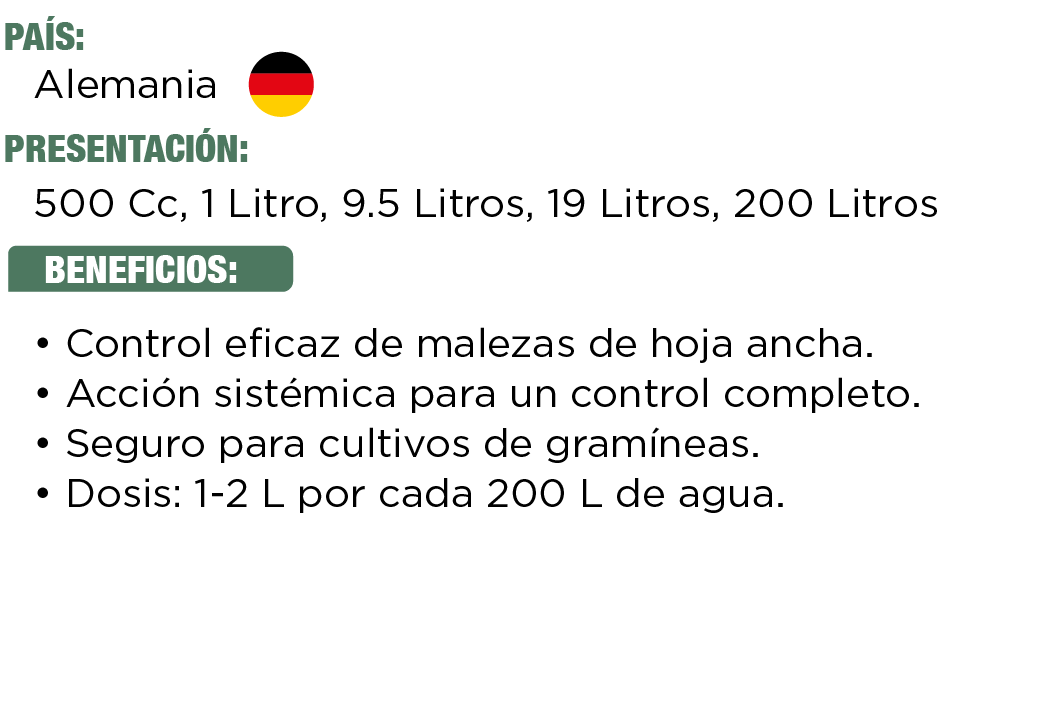 PAÍS:
Alemania
PRESENTACIÓN:
500 Cc, 1 Litro, 9.5 Litros, 19 Litros, 200 Litros
BENEFICIOS:
• Control eficaz de malezas de hoja ancha.
• Acción sistémica para un control completo.
• Seguro para cultivos de gramíneas.
• Dosis: 1-2 L por cada 200 L de agua.